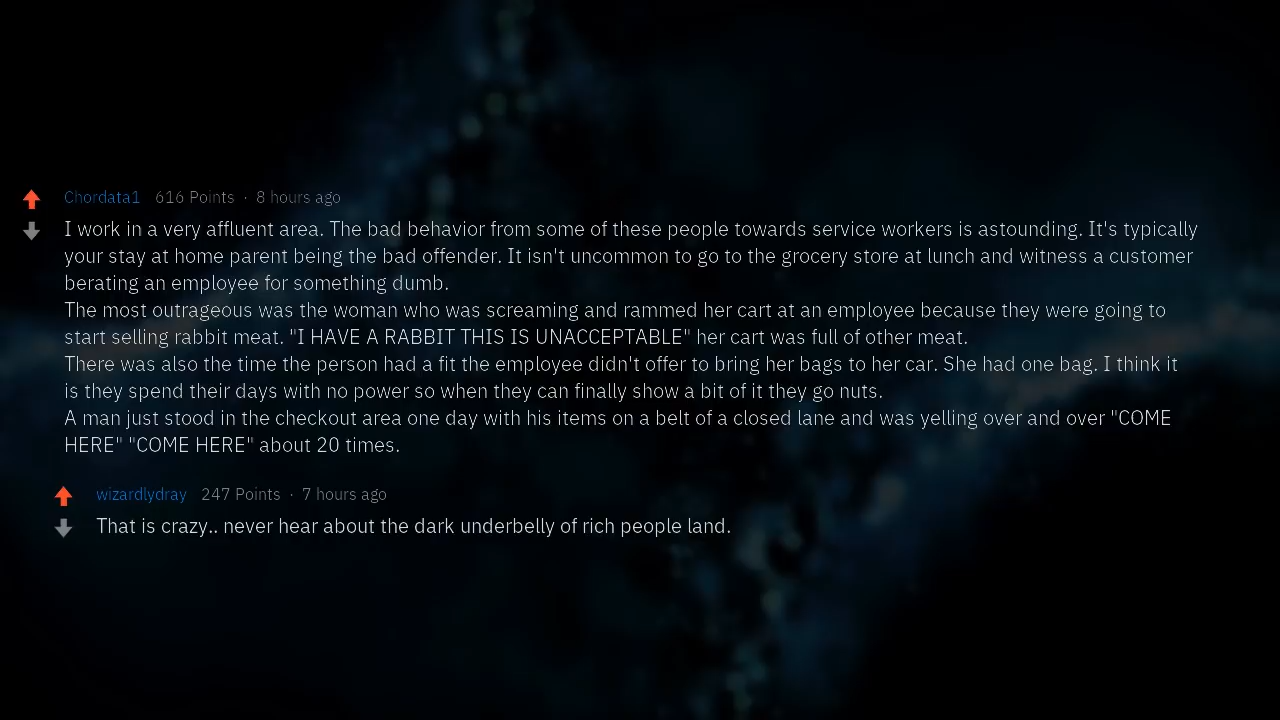 Chordata1 616 Points · 8 hours ago
I work in a very affluent area. The bad behavior from some of these people towards service workers is astounding. It's typically
your stay at home parent being the bad offender. It isn't uncommon to go to the grocery store at lunch and witness a customer
berating an employee for something dumb.
The most outrageous was the woman who was screaming and rammed her cart at an employee because they were going to
start selling rabbit meat. "I HAVE A RABBIT THIS IS UNACCEPTABLE" her cart was full of other meat.
There was also the time the person had a fit the employee didn't offer to bring her bags to her car. She had one bag. I think it
is they spend their days with no power so when they can finally show a bit of it they go nuts.
A man just stood in the checkout area one day with his items on a belt of a closed lane and was yelling over and over "COME
HERE" "COME HERE" about 20 times.
wizardlydray 247 Points · 7 hours ago
That is crazy.. never hear about the dark underbelly of rich people land.